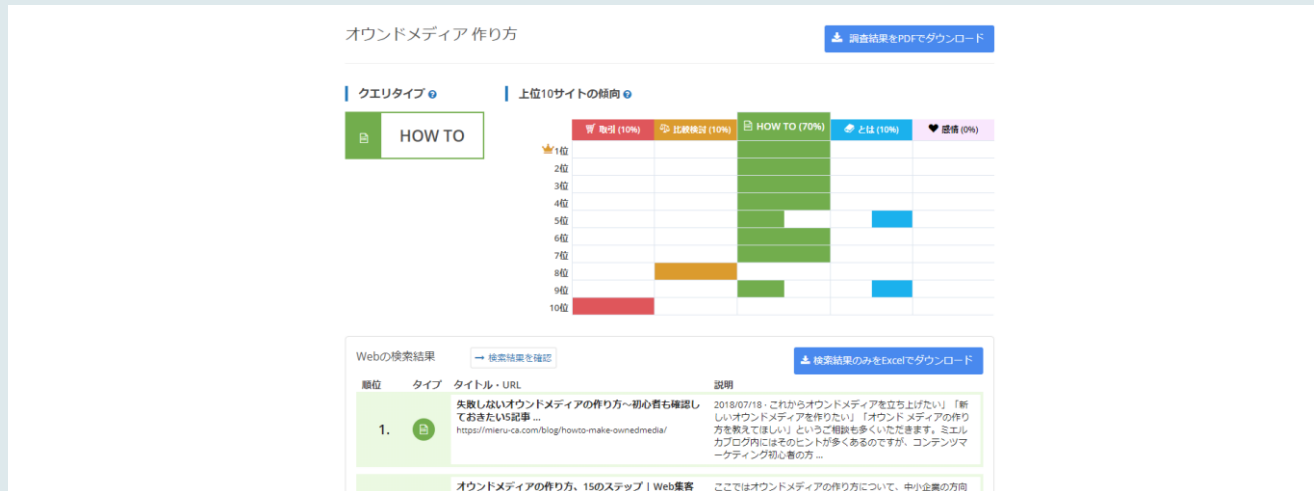 オウンドメディア 作り方
調査結果をPDFでダウンロード
クエリタイプ
上位10サイトの傾向
HOW TO
取引 (10%)
比較検討 (10%)
HOW TO (70%)
とは (10%)
感情 (0%)
1位
2位
3位
4位
5位
6位
7位
8位
9位
10位
Webの検索結果
→ 検索結果を確認
検索結果のみをExcelでダウンロード
順位 タイプ タイトル・URL 説明
1.
失敗しないオウンドメディアの作り方～初心者も確認し
ておきたい5記事 ...
https://mieru-ca.com/blog/howto-make-ownedmedia/
2018/07/18 · これからオウンドメディアを立ち上げたい」「新
しいオウンドメディアを作りたい」「オウンド メディアの作り
方を教えてほしい」というご相談も多くいただきます。ミエル
カブログ内にはそのヒントが多くあるのですが、コンテンツマ
ーケティング初心者の方 ...
オウンドメディアの作り方、15のステップ | Web集客
ここではオウンドメディアの作り方について、中小企業の方向